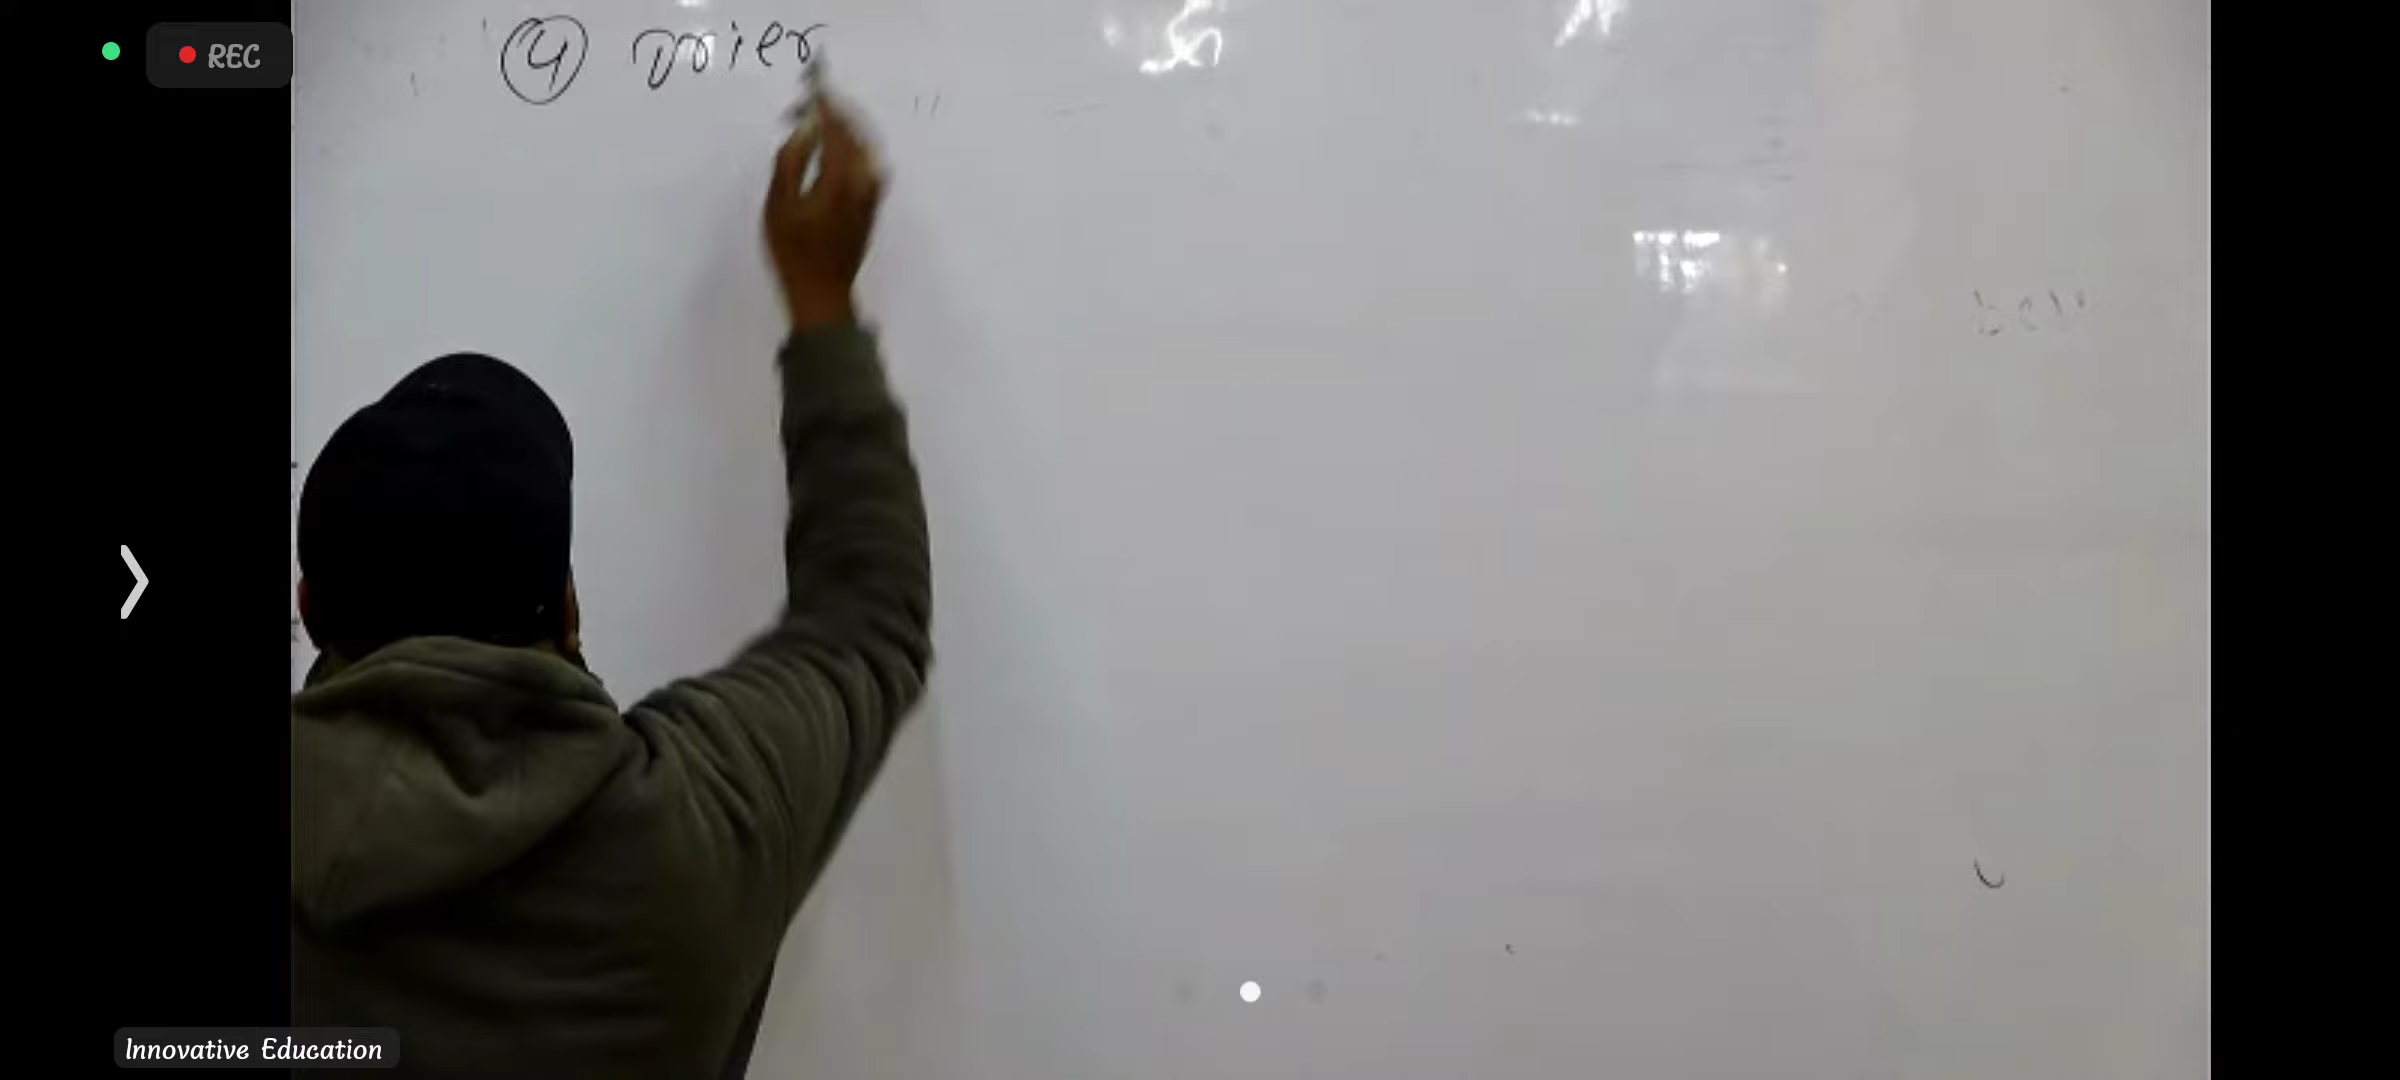 REC
④ Drier
Innovative Education